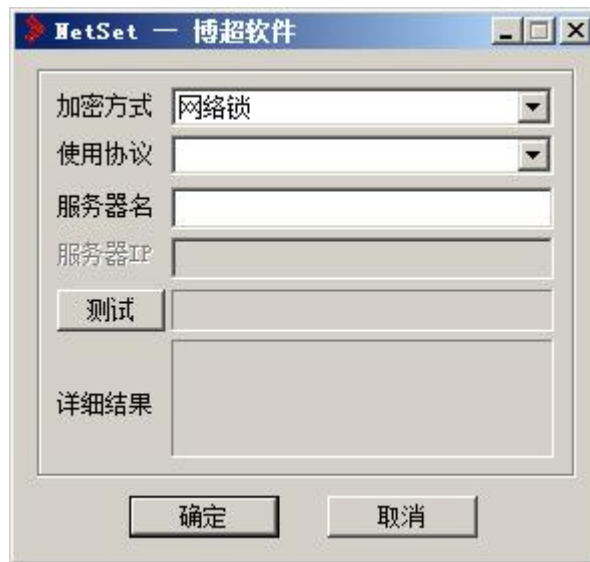 NetSet — 博超软件
加密方式 网络锁
使用协议
服务器名
服务器IP
测试
详细结果
确定 取消